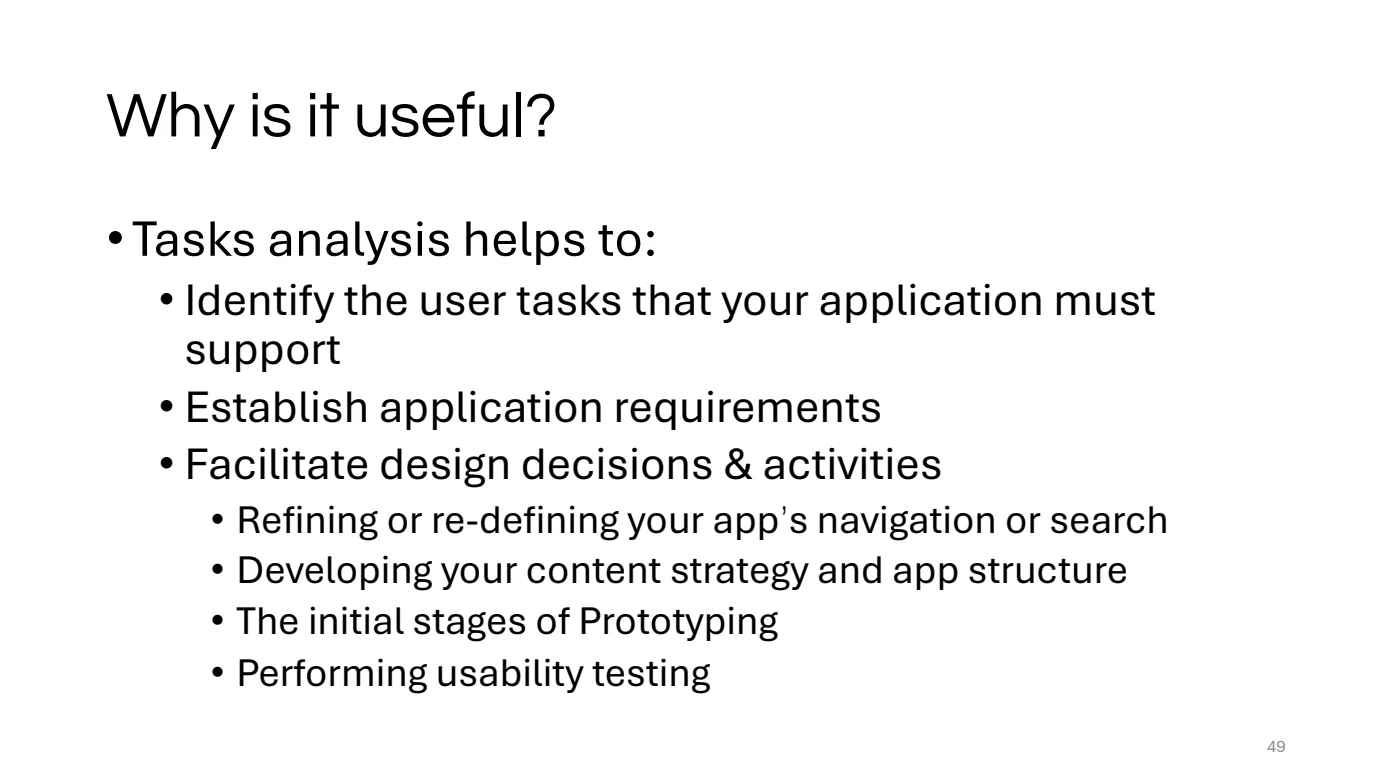 Why is it useful?
• Tasks analysis helps to:
• Identify the user tasks that your application must
support
• Establish application requirements
• Facilitate design decisions & activities
• Refining or re-defining your app's navigation or search
• Developing your content strategy and app structure
• The initial stages of Prototyping
• Performing usability testing
49